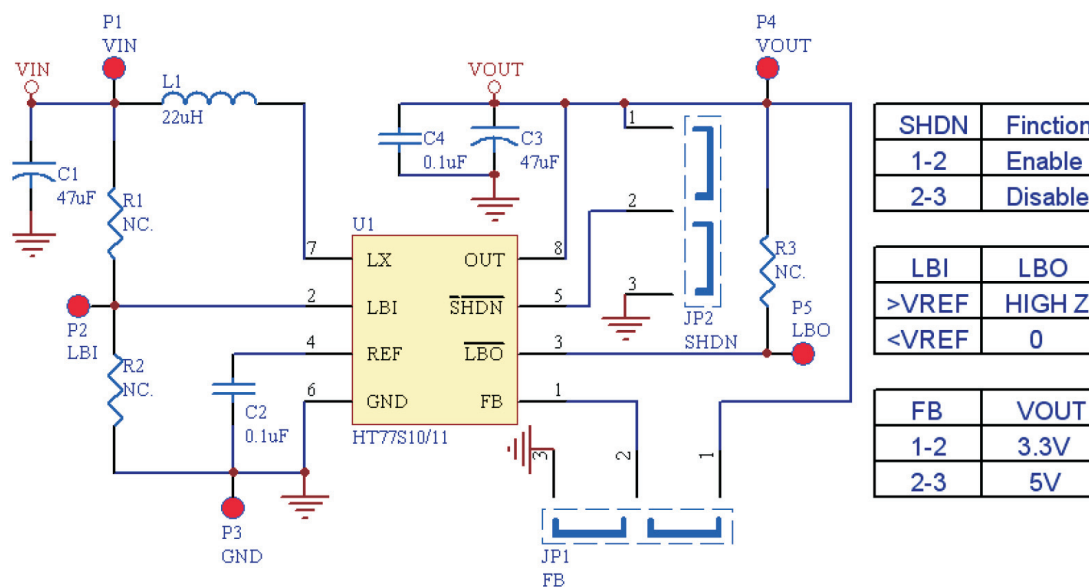 P1
VIN
P4
VOUT
VIN
L1
22uH
VOUT
C4
0.1uF
C3
47uF
C1
47uF
R1
NC.
1
2
3
JP2
SHDN
R3
NC.
U1
7
LX
OUT
8
2
LBI
SHDN
5
4
REF
LBO
3
6
GND
FB
1
HT77S10/11
P2
LBI
P5
LBO
R2
NC.
C2
0.1uF
P3
GND
3
2
1
JP1
FB
SHDN Finction
1-2 Enable
2-3 Disable
LBI LBO
>VREF HIGH Z
<VREF 0
FB VOUT
1-2 3.3V
2-3 5V